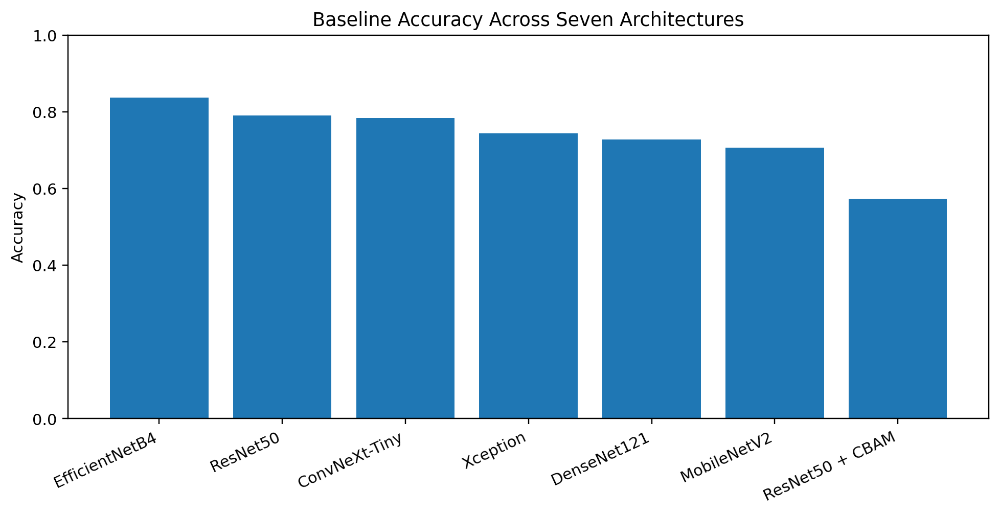 Baseline Accuracy Across Seven Architectures
1.0
0.8
0.6
0.4
0.2
0.0
Accuracy
EfficientNetB4
ResNet50
ConvNeXt-Tiny
Xception
DenseNet121
MobileNetV2
ResNet50 + CBAM